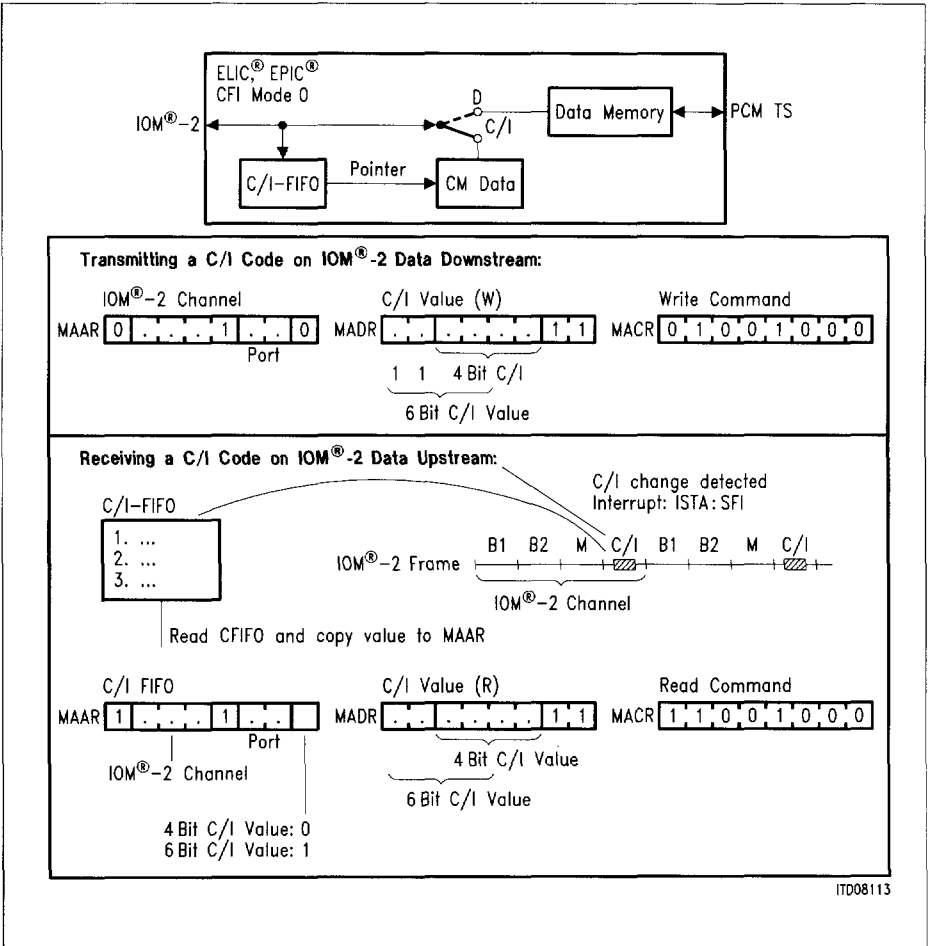 ELIC,® EPIC®
CFI Mode 0
IOM®-2
D
C/I
Data Memory
PCM TS
C/I-FIFO
Pointer
CM Data
Transmitting a C/I Code on IOM®-2 Data Downstream:
IOM®-2 Channel
C/I Value (W)
Write Command
MAAR 0 . . . 1 . . 0
MADR . . . . . . 1 1
MACR 0 1 0 0 1 0 0 0
Port
1 1 4 Bit C/I
6 Bit C/I Value
Receiving a C/I Code on IOM®-2 Data Upstream:
C/I change detected
Interrupt: ISTA: SFI
C/I-FIFO
1. ...
2. ...
3. ...
B1 B2 M C/I B1 B2 M C/I
IOM®-2 Frame
IOM®-2 Channel
Read CFIFO and copy value to MAAR
C/I FIFO
C/I Value (R)
Read Command
MAAR 1 . . . 1 . .
MADR . . . . . . 1 1
MACR 1 1 0 0 1 0 0 0
Port
IOM®-2 Channel
4 Bit C/I Value
6 Bit C/I Value
4 Bit C/I Value: 0
6 Bit C/I Value: 1
ITD08113